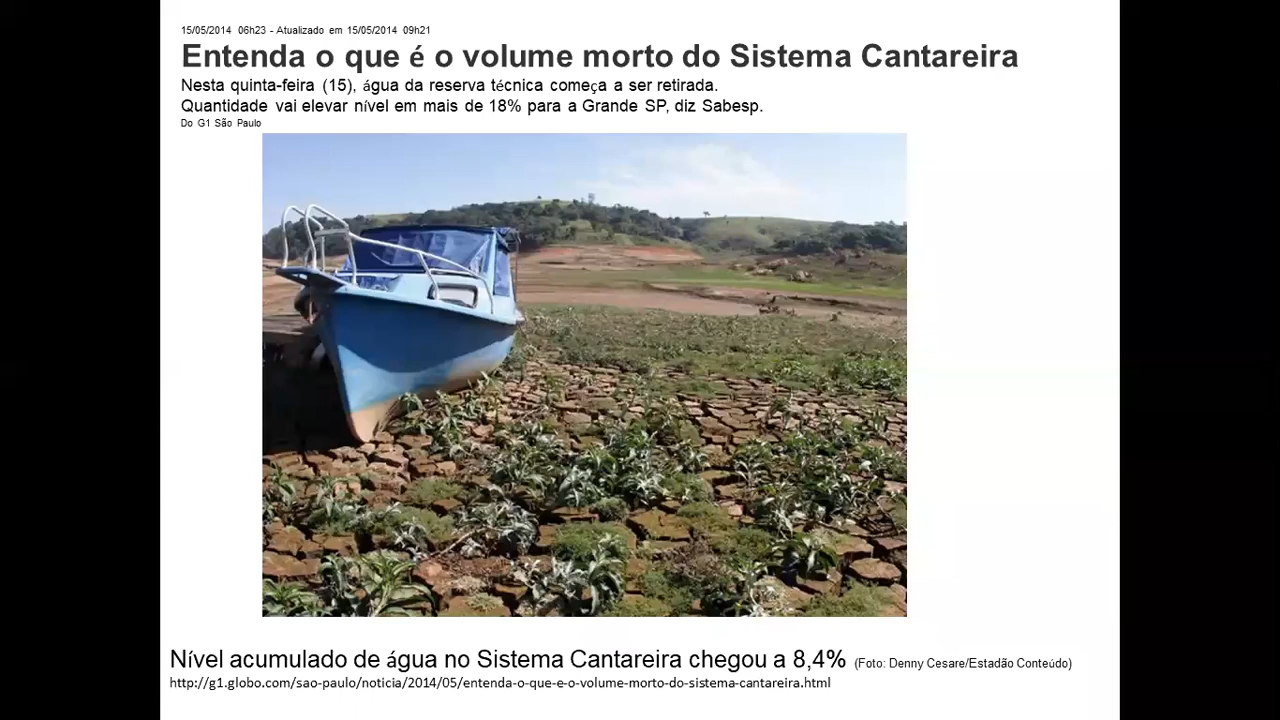 15/05/2014 06h23 - Atualizado em 15/05/2014 09h21
Entenda o que é o volume morto do Sistema Cantareira
Nesta quinta-feira (15), água da reserva técnica começa a ser retirada.
Quantidade vai elevar nível em mais de 18% para a Grande SP, diz Sabesp.
Do G1 São Paulo
Nível acumulado de água no Sistema Cantareira chegou a 8,4% (Foto: Denny Cesare/Estadão Conteúdo)
http://g1.globo.com/sao-paulo/noticia/2014/05/entenda-o-que-e-o-volume-morto-do-sistema-cantareira.html